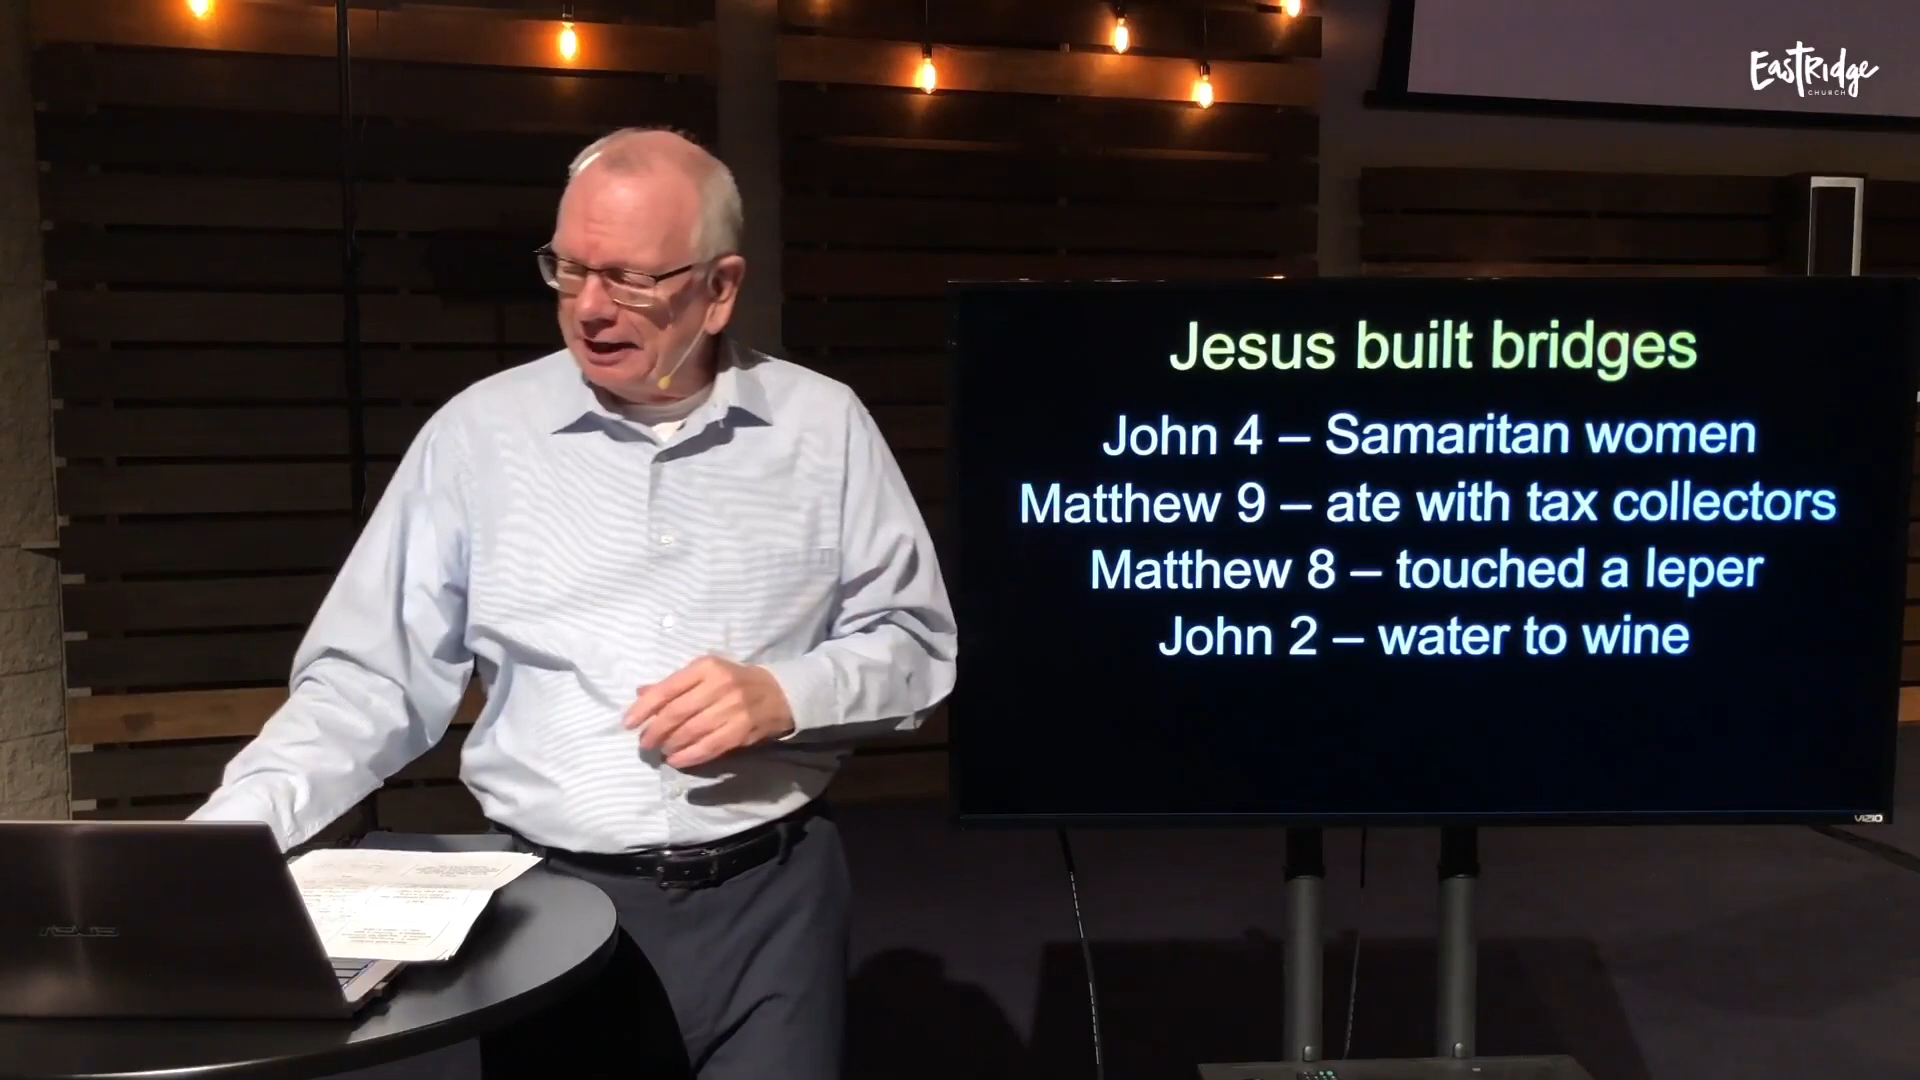 EastRidge
CHURCH
Jesus built bridges
John 4 – Samaritan women
Matthew 9 – ate with tax collectors
Matthew 8 – touched a leper
John 2 – water to wine
VIZIO
ASUS